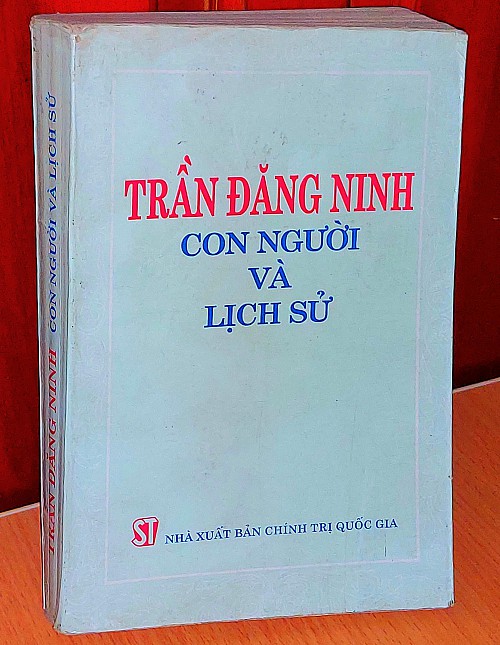 TRẦN ĐĂNG NINH
CON NGƯỜI
VÀ
LỊCH SỬ
ST NHÀ XUẤT BẢN CHÍNH TRỊ QUỐC GIA
TRẦN ĐĂNG NINH CON NGƯỜI VÀ LỊCH SỬ